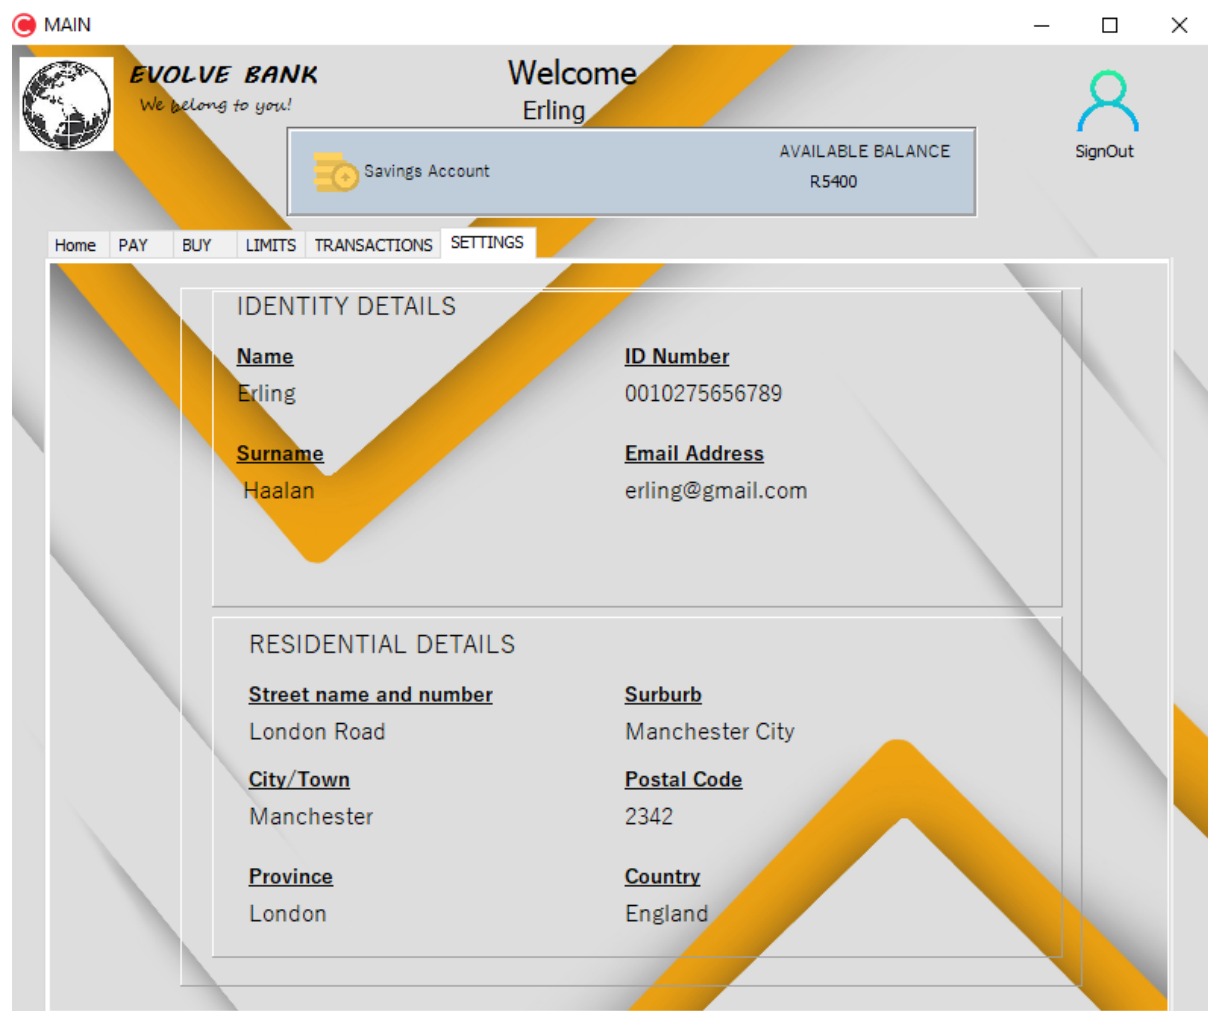 MAIN
EVOLVE BANK
We belong to you!
Welcome
Erling
SignOut
Savings Account
AVAILABLE BALANCE
R5400
Home PAY BUY LIMITS TRANSACTIONS SETTINGS
IDENTITY DETAILS
Name ID Number
Erling 0010275656789
Surname Email Address
Haalan erling@gmail.com
RESIDENTIAL DETAILS
Street name and number Surburb
London Road Manchester City
City/Town Postal Code
Manchester 2342
Province Country
London England